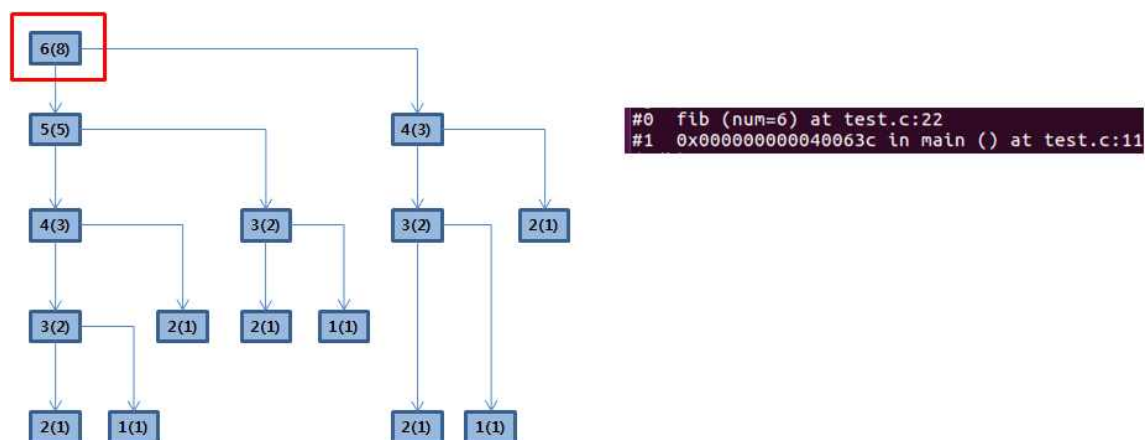 6(8)
5(5) 4(3)
#0 fib (num=6) at test.c:22
#1 0x000000000040063c in main () at test.c:11
4(3) 3(2) 3(2) 2(1)
3(2) 2(1) 2(1) 1(1)
2(1) 1(1) 2(1) 1(1)